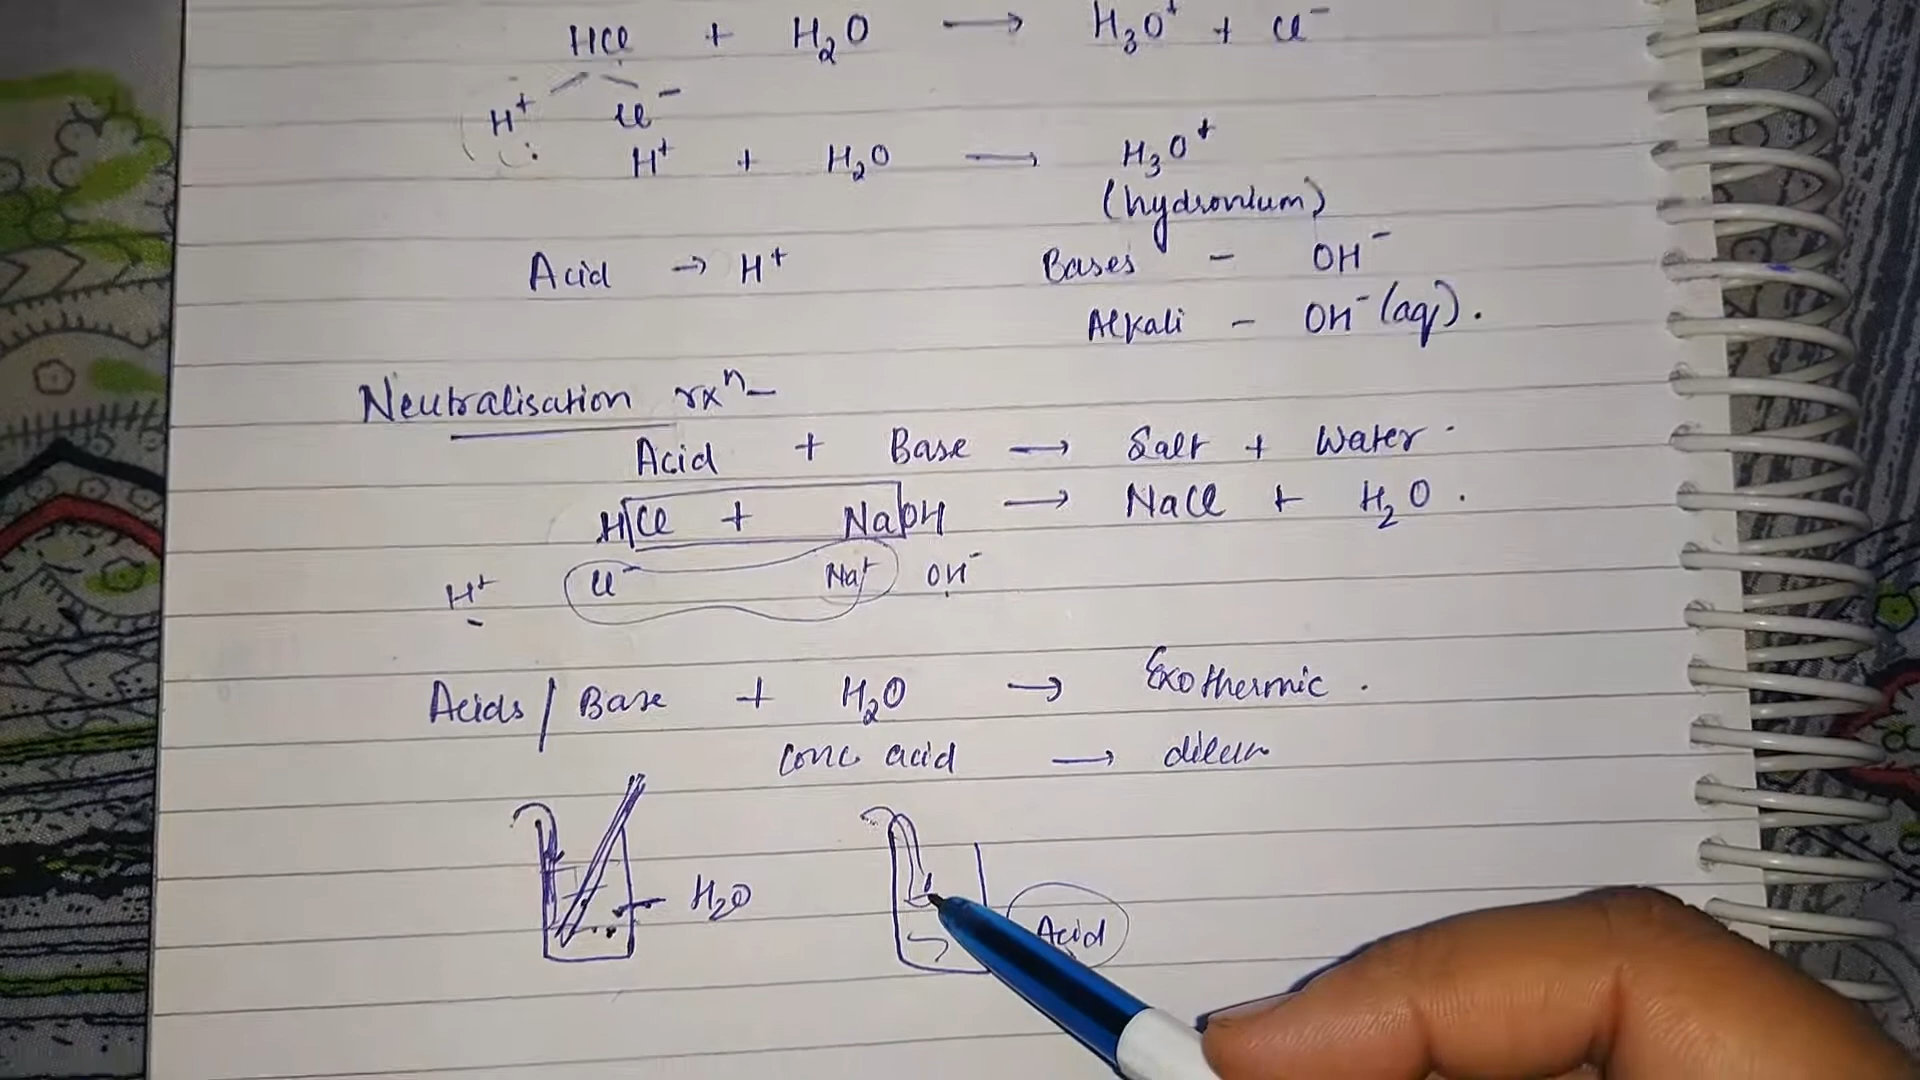 HCl + H₂O → H₃O⁺ + Cl⁻
H⁺ Cl⁻
H⁺ + H₂O → H₃O⁺
(hydronium)
Acid → H⁺ Bases - OH⁻
Alkali - OH⁻(aq).
Neutralisation rxⁿ-
Acid + Base → Salt + Water.
HCl + NaOH → NaCl + H₂O.
H⁺ Cl⁻ Na⁺ OH⁻
Acids / Base + H₂O → Exothermic.
conc acid →
H₂O Acid